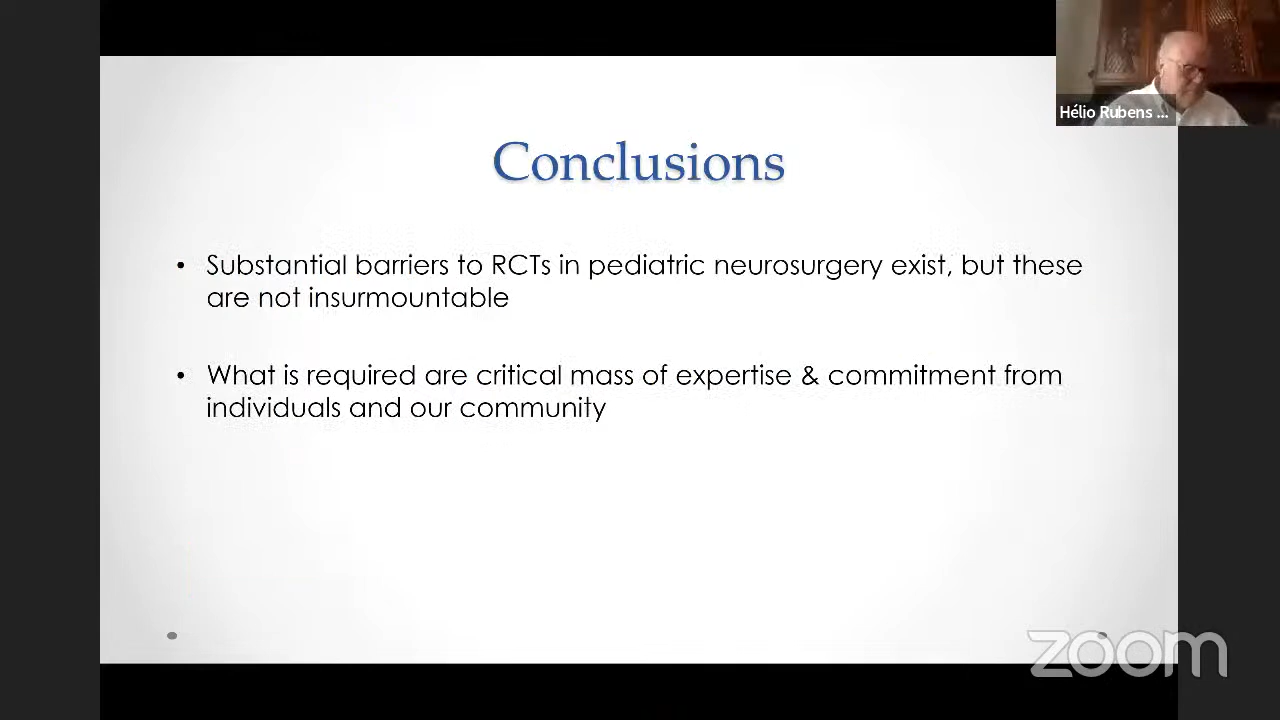 Hélio Rubens ...
Conclusions
• Substantial barriers to RCTs in pediatric neurosurgery exist, but these
are not insurmountable
• What is required are critical mass of expertise & commitment from
individuals and our community
zoom